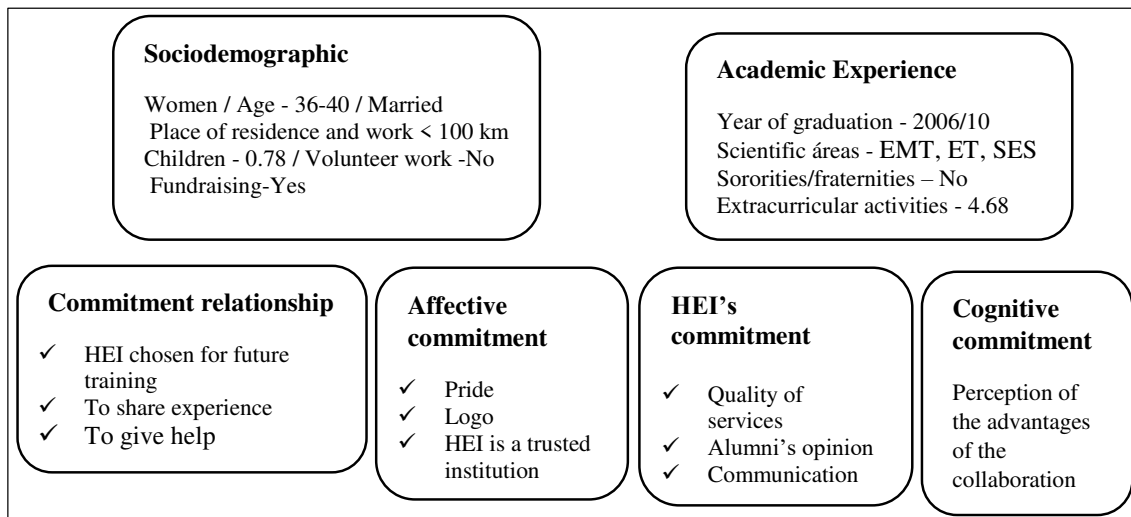 Sociodemographic
Women / Age - 36-40 / Married
Place of residence and work < 100 km
Children - 0.78 / Volunteer work -No
Fundraising-Yes
Academic Experience
Year of graduation - 2006/10
Scientific áreas - EMT, ET, SES
Sororities/fraternities – No
Extracurricular activities - 4.68
Commitment relationship
✓ HEI chosen for future
training
✓ To share experience
✓ To give help
Affective
commitment
✓ Pride
✓ Logo
✓ HEI is a trusted
institution
HEI's
commitment
✓ Quality of
services
✓ Alumni's opinion
✓ Communication
Cognitive
commitment
Perception of
the advantages
of the
collaboration